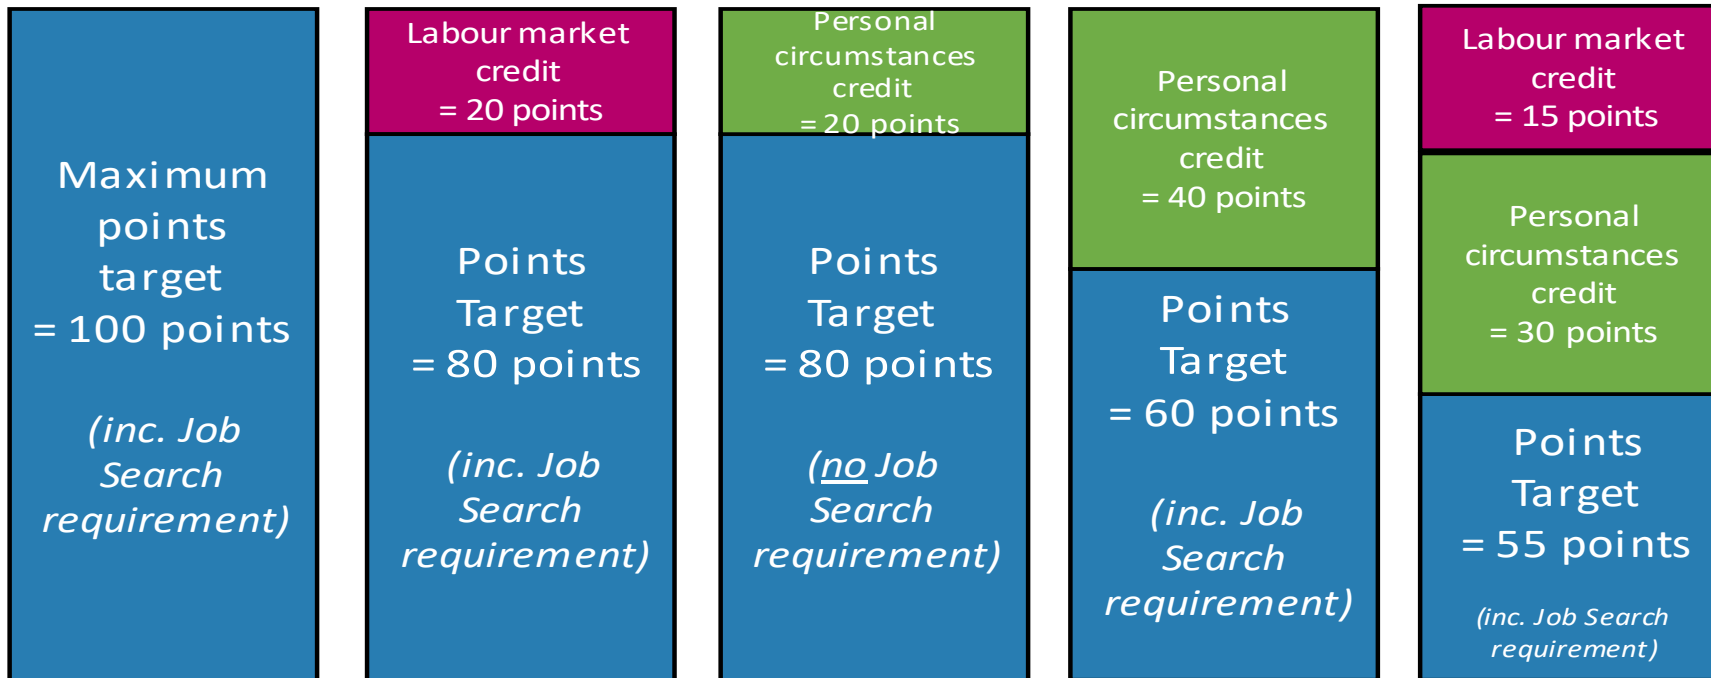 Maximum
points
target
= 100 points
(inc. Job
Search
requirement)
Labour market
credit
= 20 points
Points
Target
= 80 points
(inc. Job
Search
requirement)
Personal
circumstances
credit
= 20 points
Points
Target
= 80 points
(no Job
Search
requirement)
Personal
circumstances
credit
= 40 points
Points
Target
= 60 points
(inc. Job
Search
requirement)
Labour market
credit
= 15 points
Personal
circumstances
credit
= 30 points
Points
Target
= 55 points
(inc. Job Search
requirement)